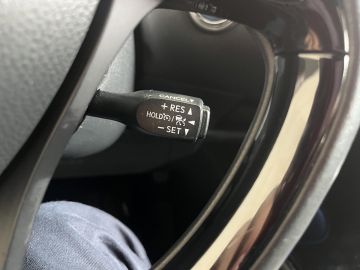 CANCEL
+ RES ▲
HOLD / ◄
− SET ▼